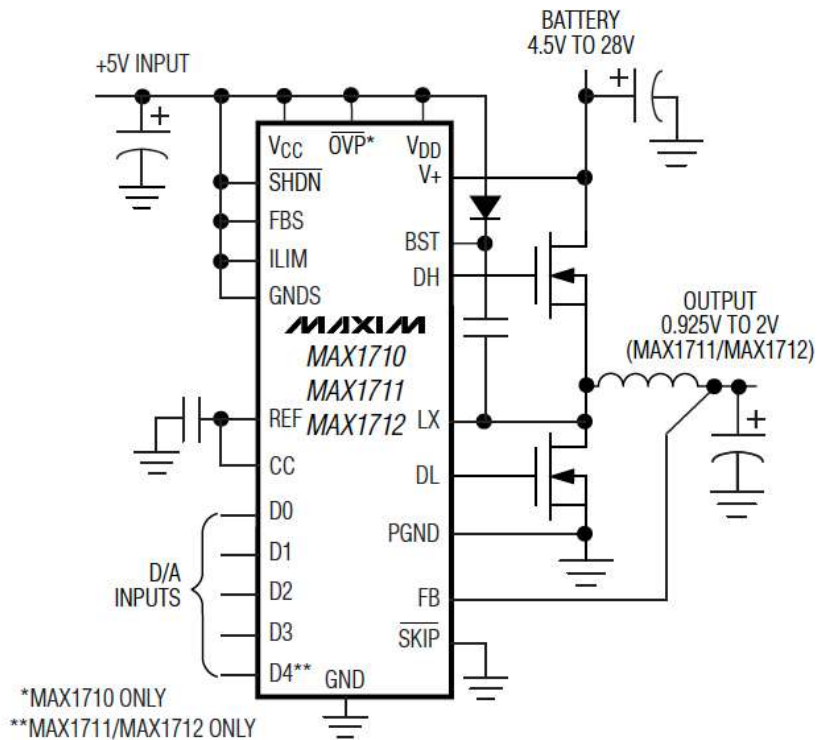 BATTERY
4.5V TO 28V
+5V INPUT
+
+
VCC
OVP*
VDD
V+
SHDN
FBS
ILIM
GNDS
BST
DH
MAXIM
MAX1710
MAX1711
MAX1712
OUTPUT
0.925V TO 2V
(MAX1711/MAX1712)
REF
CC
LX
+
DL
D0
D1
D2
D3
D4**
D/A
INPUTS
PGND
FB
SKIP
GND
*MAX1710 ONLY
**MAX1711/MAX1712 ONLY